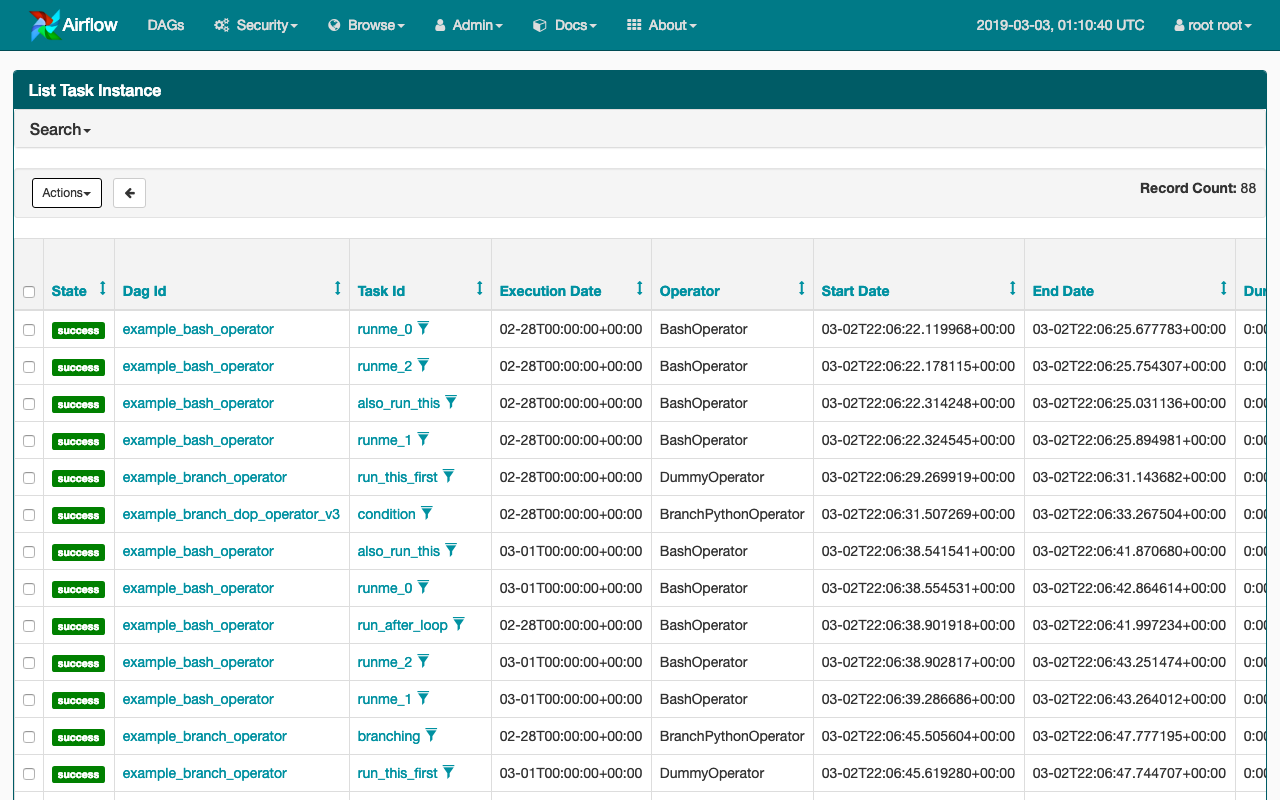 Airflow DAGs Security Browse Admin Docs About 2019-03-03, 01:10:40 UTC root root
List Task Instance
Search
Actions Record Count: 88
State Dag Id Task Id Execution Date Operator Start Date End Date
success example_bash_operator runme_0 02-28T00:00:00+00:00 BashOperator 03-02T22:06:22.119968+00:00 03-02T22:06:25.677783+00:00 0:00
success example_bash_operator runme_2 02-28T00:00:00+00:00 BashOperator 03-02T22:06:22.178115+00:00 03-02T22:06:25.754307+00:00 0:00
success example_bash_operator also_run_this 02-28T00:00:00+00:00 BashOperator 03-02T22:06:22.314248+00:00 03-02T22:06:25.031136+00:00 0:00
success example_bash_operator runme_1 02-28T00:00:00+00:00 BashOperator 03-02T22:06:22.324545+00:00 03-02T22:06:25.894981+00:00 0:00
success example_branch_operator run_this_first 02-28T00:00:00+00:00 DummyOperator 03-02T22:06:29.269919+00:00 03-02T22:06:31.143682+00:00 0:00
success example_branch_dop_operator_v3 condition 02-28T00:00:00+00:00 BranchPythonOperator 03-02T22:06:31.507269+00:00 03-02T22:06:33.267504+00:00 0:00
success example_bash_operator also_run_this 03-01T00:00:00+00:00 BashOperator 03-02T22:06:38.541541+00:00 03-02T22:06:41.870680+00:00 0:00
success example_bash_operator runme_0 03-01T00:00:00+00:00 BashOperator 03-02T22:06:38.554531+00:00 03-02T22:06:42.864614+00:00 0:00
success example_bash_operator run_after_loop 02-28T00:00:00+00:00 BashOperator 03-02T22:06:38.901918+00:00 03-02T22:06:41.997234+00:00 0:00
success example_bash_operator runme_2 03-01T00:00:00+00:00 BashOperator 03-02T22:06:38.902817+00:00 03-02T22:06:43.251474+00:00 0:00
success example_bash_operator runme_1 03-01T00:00:00+00:00 BashOperator 03-02T22:06:39.286686+00:00 03-02T22:06:43.264012+00:00 0:00
success example_branch_operator branching 02-28T00:00:00+00:00 BranchPythonOperator 03-02T22:06:45.505604+00:00 03-02T22:06:47.777195+00:00 0:00
success example_branch_operator run_this_first 03-01T00:00:00+00:00 DummyOperator 03-02T22:06:45.619280+00:00 03-02T22:06:47.744707+00:00 0:00